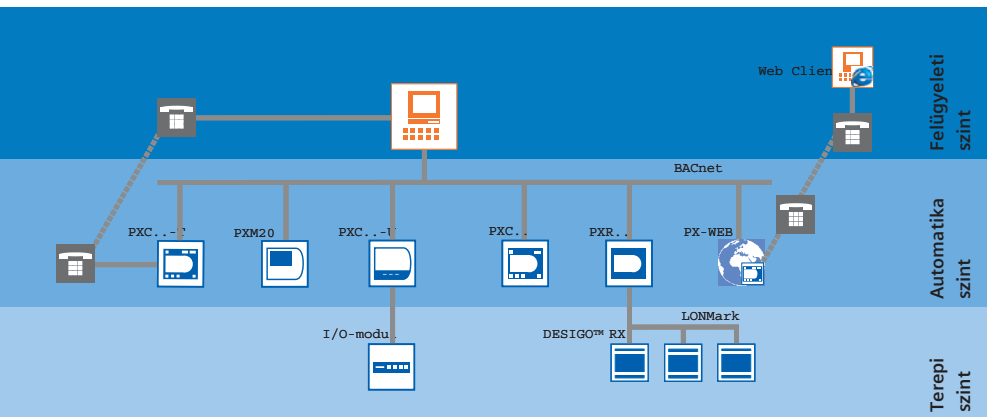 Web Clien
Felügyeleti
szint
BACnet
PXC..-T
PXM20
PXC..-U
PXC..
PXR..
PX-WEB
Automatika
szint
LONMark
I/O-modul
DESIGO™ RX
Terepi
szint